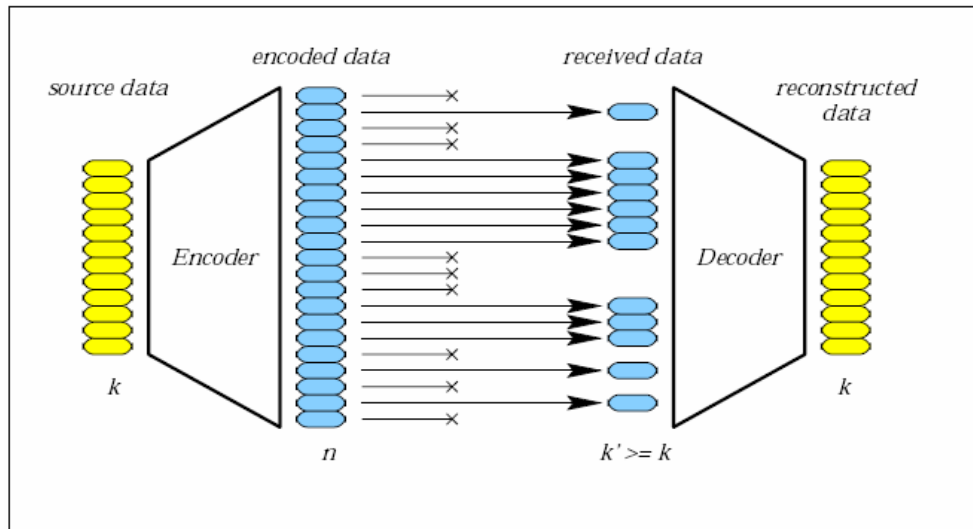 encoded data
received data
source data
reconstructed
data
Encoder
Decoder
k
k
n
k' >= k